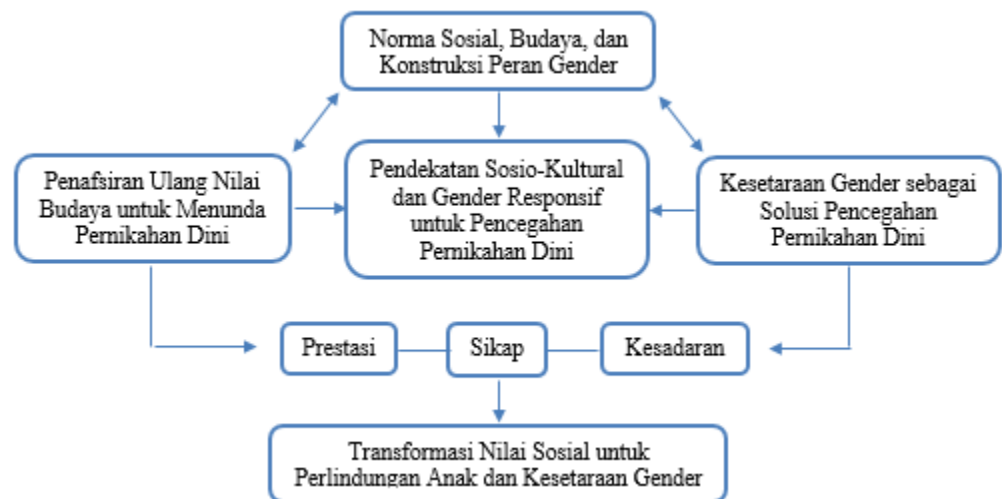 Norma Sosial, Budaya, dan
Konstruksi Peran Gender
Penafsiran Ulang Nilai
Budaya untuk Menunda
Pernikahan Dini
Pendekatan Sosio-Kultural
dan Gender Responsif
untuk Pencegahan
Pernikahan Dini
Kesetaraan Gender sebagai
Solusi Pencegahan
Pernikahan Dini
Prestasi
Sikap
Kesadaran
Transformasi Nilai Sosial untuk
Perlindungan Anak dan Kesetaraan Gender